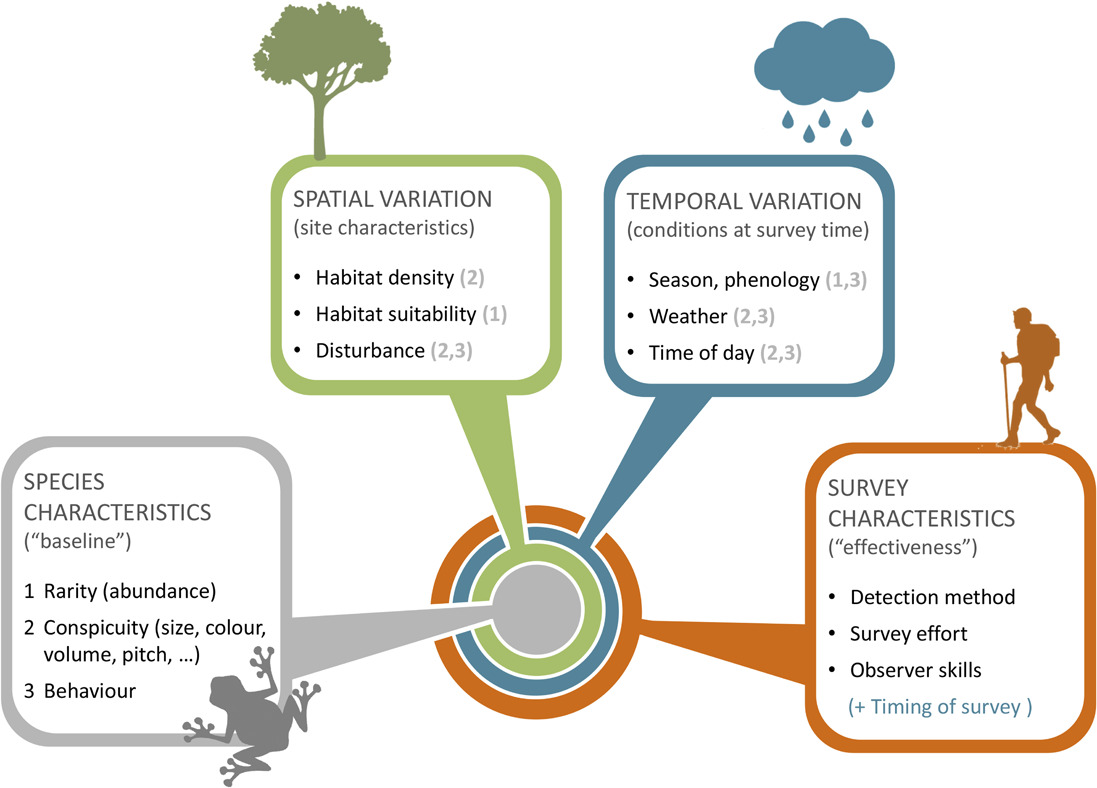 SPATIAL VARIATION
(site characteristics)
• Habitat density (2)
• Habitat suitability (1)
• Disturbance (2,3)
TEMPORAL VARIATION
(conditions at survey time)
• Season, phenology (1,3)
• Weather (2,3)
• Time of day (2,3)
SPECIES
CHARACTERISTICS
(“baseline”)
1 Rarity (abundance)
2 Conspicuity (size, colour,
volume, pitch, …)
3 Behaviour
SURVEY
CHARACTERISTICS
(“effectiveness”)
• Detection method
• Survey effort
• Observer skills
(+ Timing of survey )